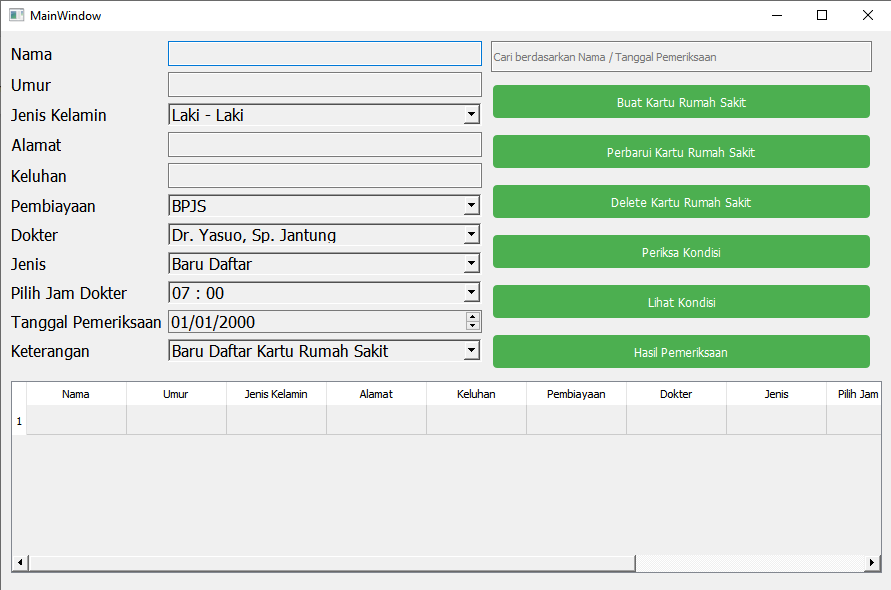 MainWindow
Nama
Umur
Jenis Kelamin Laki - Laki
Alamat
Keluhan
Pembiayaan BPJS
Dokter Dr. Yasuo, Sp. Jantung
Jenis Baru Daftar
Pilih Jam Dokter 07 : 00
Tanggal Pemeriksaan 01/01/2000
Keterangan Baru Daftar Kartu Rumah Sakit
Cari berdasarkan Nama / Tanggal Pemeriksaan
Buat Kartu Rumah Sakit
Perbarui Kartu Rumah Sakit
Delete Kartu Rumah Sakit
Periksa Kondisi
Lihat Kondisi
Hasil Pemeriksaan
Nama Umur Jenis Kelamin Alamat Keluhan Pembiayaan Dokter Jenis Pilih Jam
1